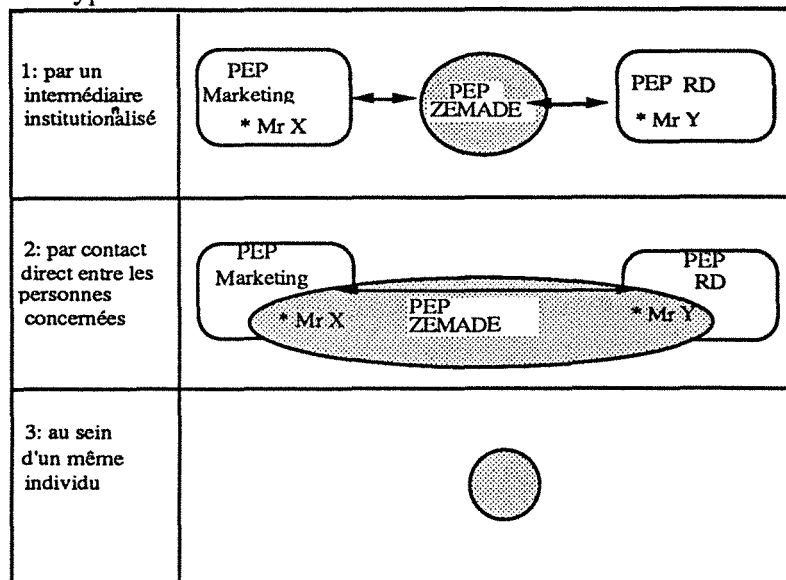 1: par un
intermédiaire
institutionalisé
PEP
Marketing
* Mr X
PEP
ZEMADE
PEP RD
* Mr Y
2: par contact
direct entre les
personnes
concernées
PEP
Marketing
* Mr X
PEP
ZEMADE
PEP
RD
* Mr Y
3: au sein
d'un même
individu